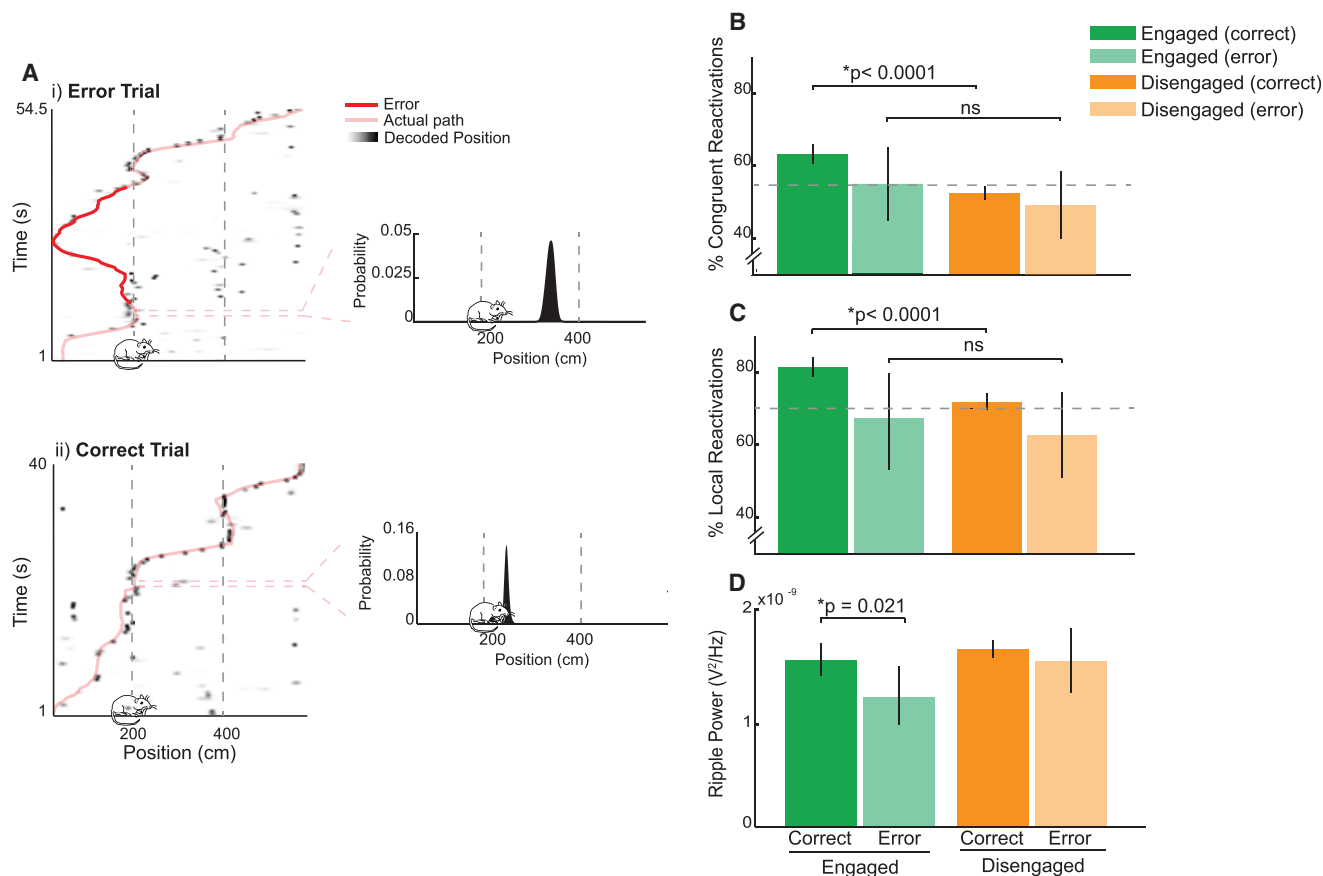 A
i) Error Trial
54.5
Time (s)
1
Error
Actual path
Decoded Position
Probability
0.05
0.025
0
200
400
Position (cm)
ii) Correct Trial
40
Time (s)
1
200
400
Position (cm)
Probability
0.16
0.08
0
200
400
Position (cm)
B
Engaged (correct)
Engaged (error)
Disengaged (correct)
Disengaged (error)
% Congruent Reactivations
80
60
40
*p< 0.0001
ns
C
% Local Reactivations
80
60
40
*p< 0.0001
ns
D
Ripple Power (V²/Hz)
x10 -9
2
1
0
*p = 0.021
Correct
Error
Correct
Error
Engaged
Disengaged